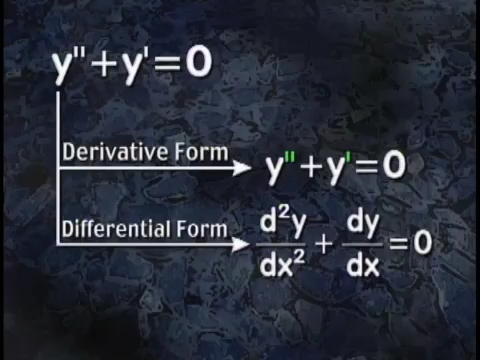 y"+y'=0
Derivative Form
y"+y'=0
Differential Form
d²y/dx² + dy/dx = 0